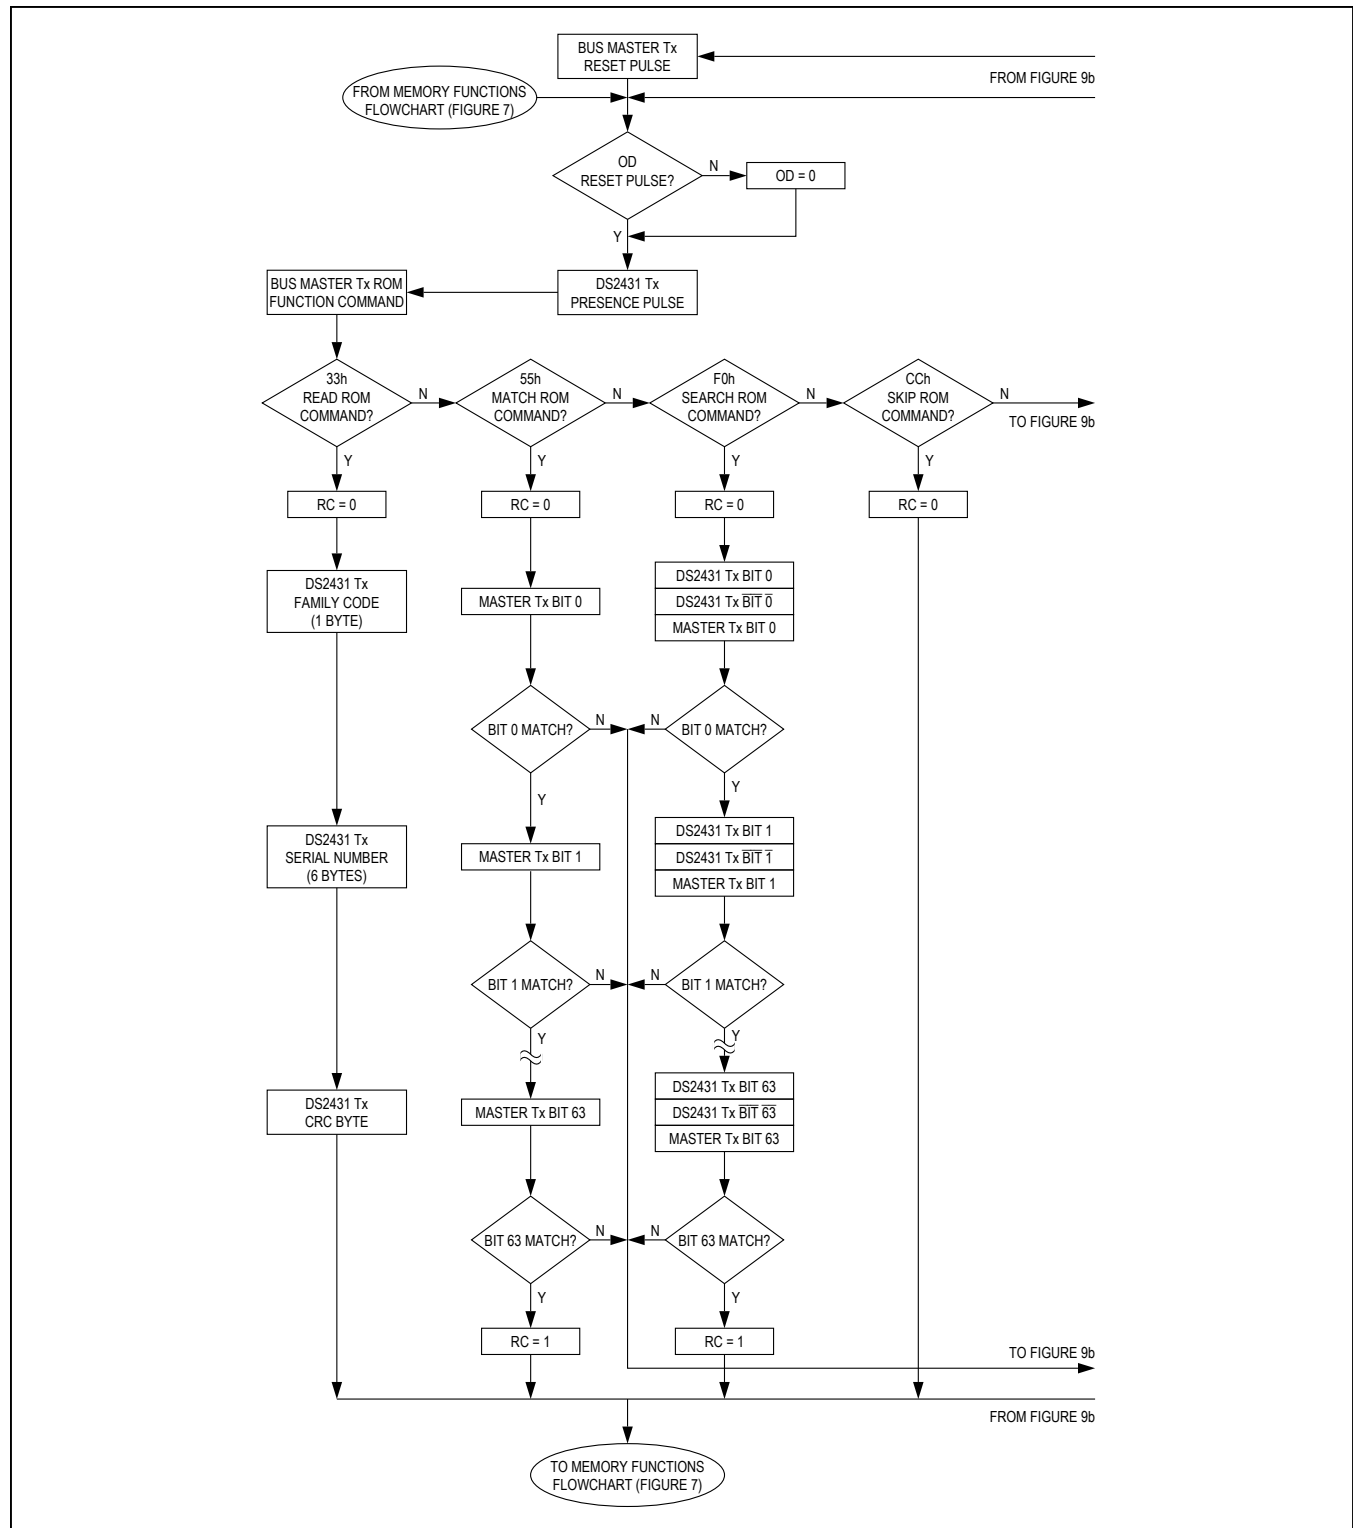 BUS MASTER Tx
RESET PULSE
FROM FIGURE 9b
FROM MEMORY FUNCTIONS
FLOWCHART (FIGURE 7)
OD
RESET PULSE?
N
OD = 0
Y
BUS MASTER Tx ROM
FUNCTION COMMAND
DS2431 Tx
PRESENCE PULSE
33h
READ ROM
COMMAND?
N
55h
MATCH ROM
COMMAND?
N
F0h
SEARCH ROM
COMMAND?
N
CCh
SKIP ROM
COMMAND?
N
TO FIGURE 9b
Y
Y
Y
Y
RC = 0
RC = 0
RC = 0
RC = 0
DS2431 Tx
FAMILY CODE
(1 BYTE)
MASTER Tx BIT 0
DS2431 Tx BIT 0
DS2431 Tx B̅I̅T̅ 0̅
MASTER Tx BIT 0
BIT 0 MATCH?
N
N
BIT 0 MATCH?
Y
Y
DS2431 Tx
SERIAL NUMBER
(6 BYTES)
MASTER Tx BIT 1
DS2431 Tx BIT 1
DS2431 Tx B̅I̅T̅ 1̅
MASTER Tx BIT 1
BIT 1 MATCH?
N
N
BIT 1 MATCH?
Y
Y
DS2431 Tx
CRC BYTE
MASTER Tx BIT 63
DS2431 Tx BIT 63
DS2431 Tx B̅I̅T̅ 6̅3̅
MASTER Tx BIT 63
BIT 63 MATCH?
N
N
BIT 63 MATCH?
Y
Y
RC = 1
RC = 1
TO FIGURE 9b
FROM FIGURE 9b
TO MEMORY FUNCTIONS
FLOWCHART (FIGURE 7)